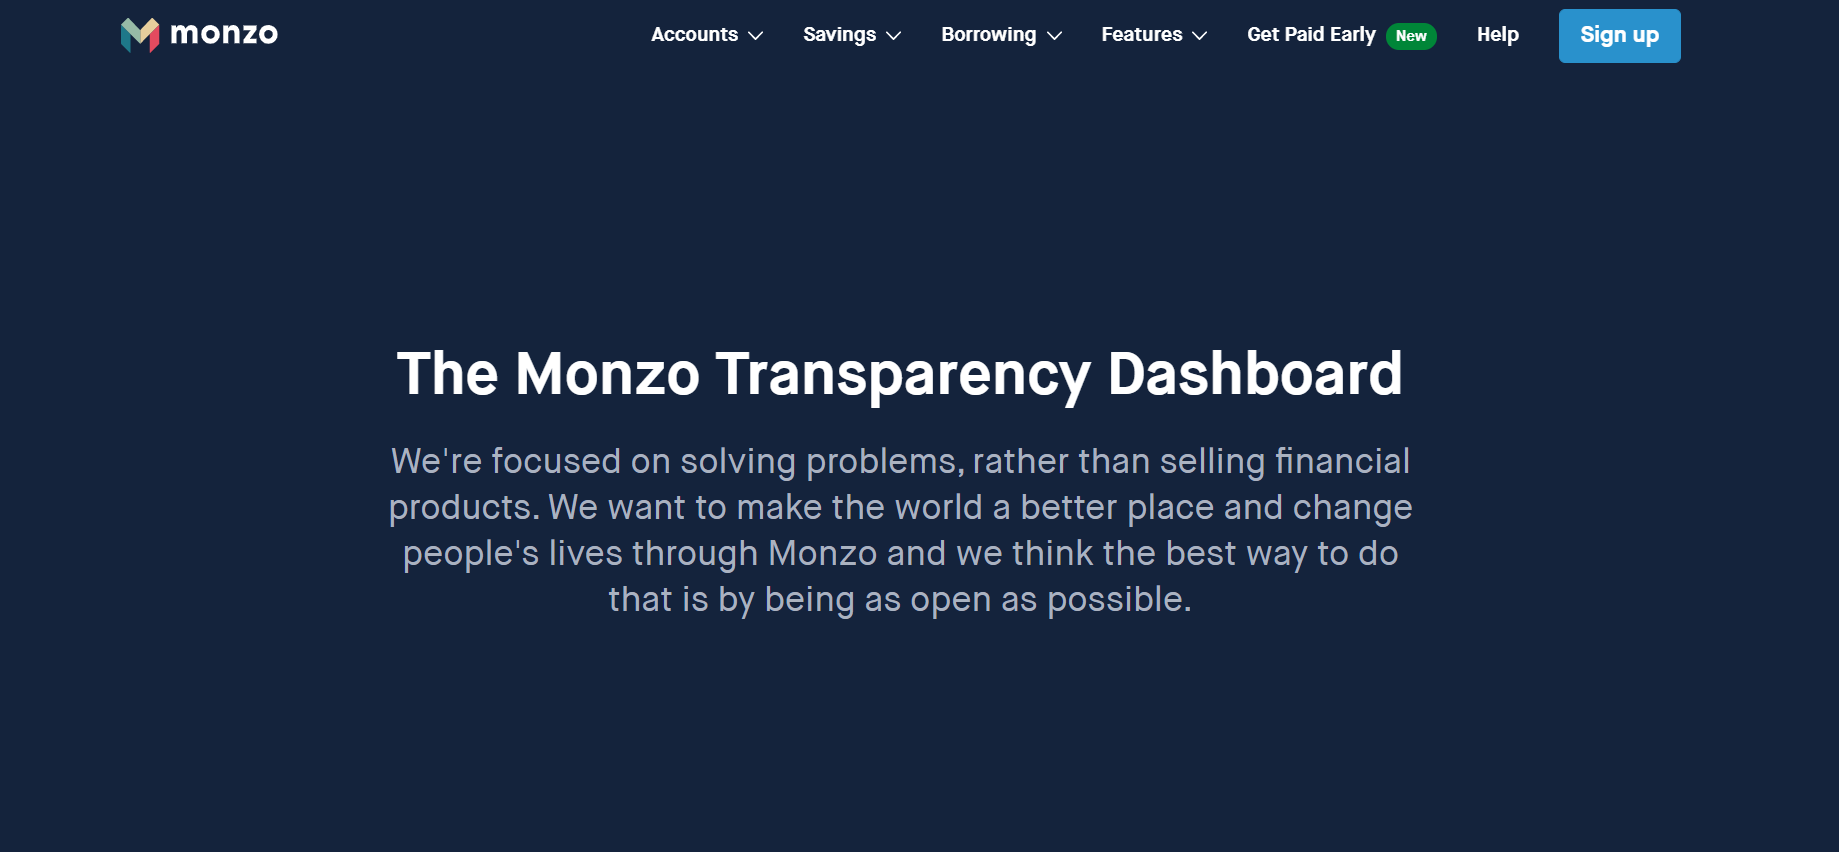 monzo
Accounts
Savings
Borrowing
Features
Get Paid Early New
Help
Sign up
The Monzo Transparency Dashboard
We're focused on solving problems, rather than selling financial
products. We want to make the world a better place and change
people's lives through Monzo and we think the best way to do
that is by being as open as possible.